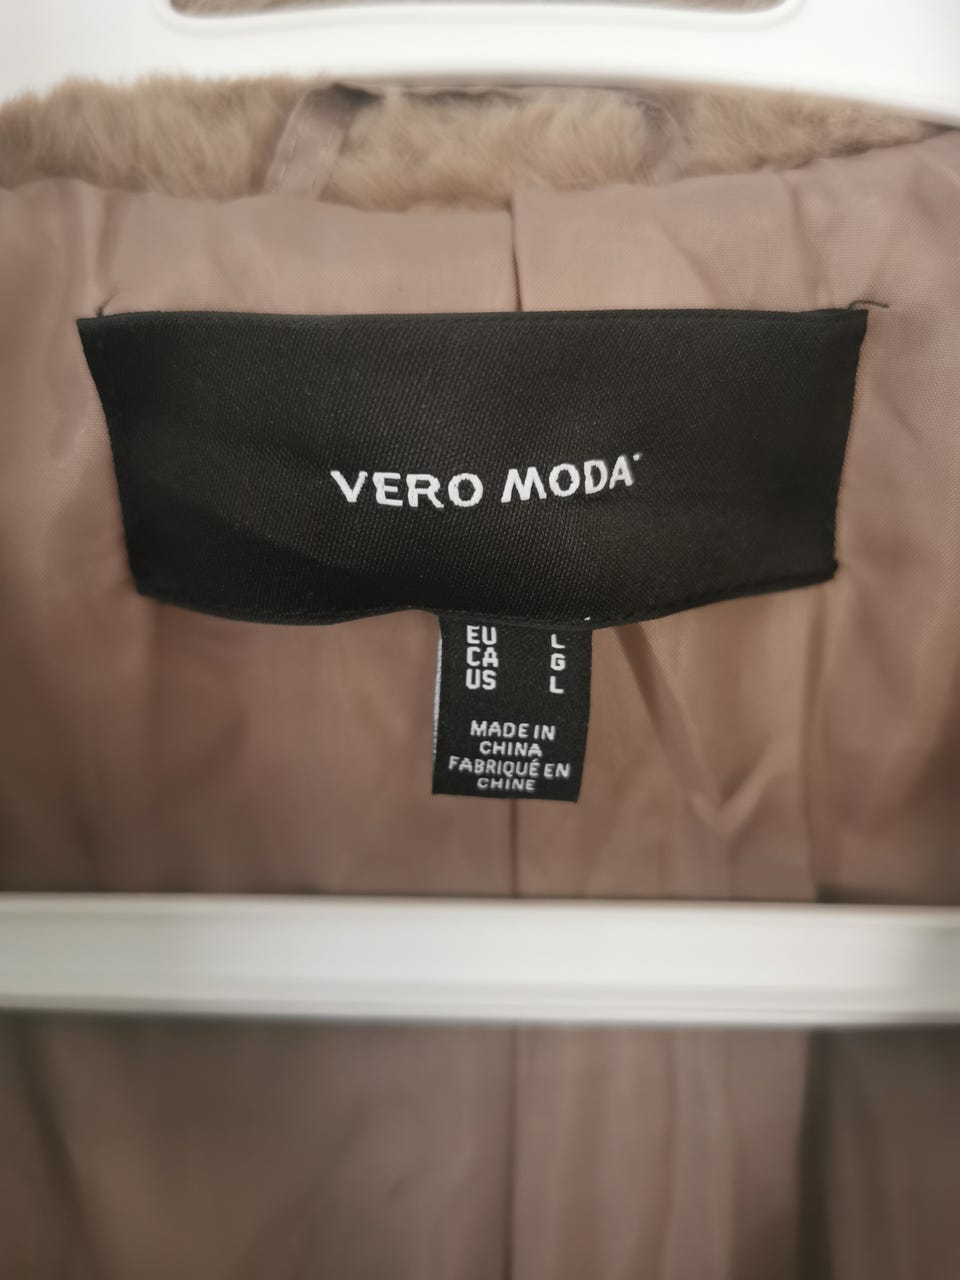 VERO MODA
EU L
CA G
US L
MADE IN
CHINA
FABRIQUÉ EN
CHINE